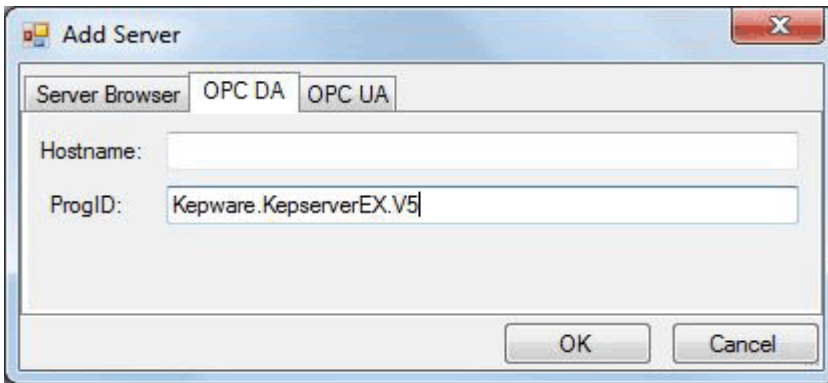 Add Server
Server Browser OPC DA OPC UA
Hostname:
ProgID: Kepware.KepserverEX.V5
OK Cancel